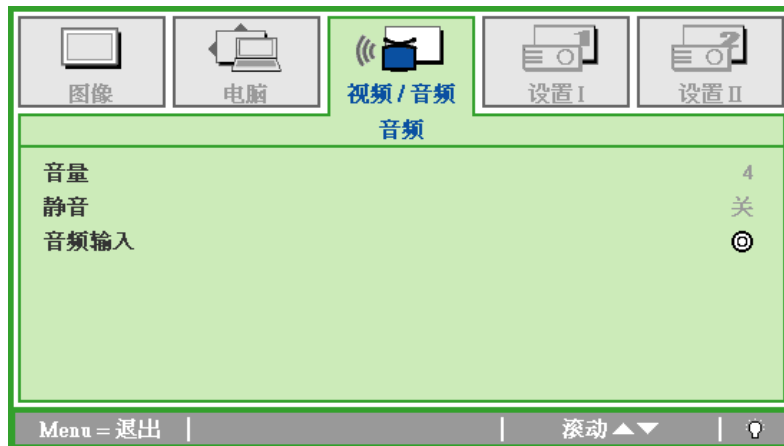 图像
电脑
视频 / 音频
设置 I
设置 II
音频
音量 4
静音 关
音频输入
Menu = 退出 滚动